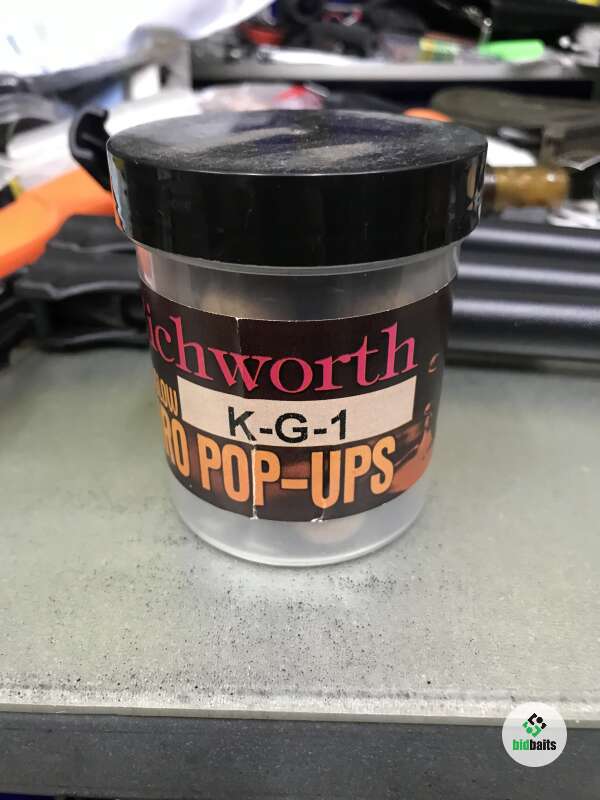 ichworth
K-G-1
RO POP-UPS
bidbaits